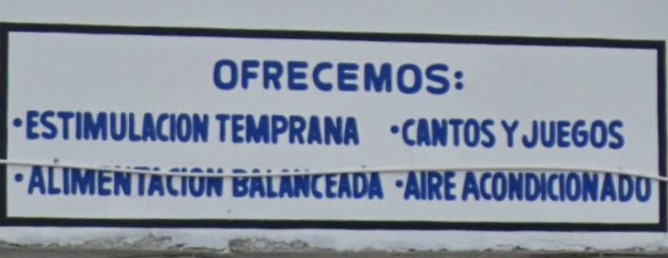 OFRECEMOS:
•ESTIMULACION TEMPRANA •CANTOS Y JUEGOS
•ALIMENTACION BALANCEADA •AIRE ACONDICIONADO